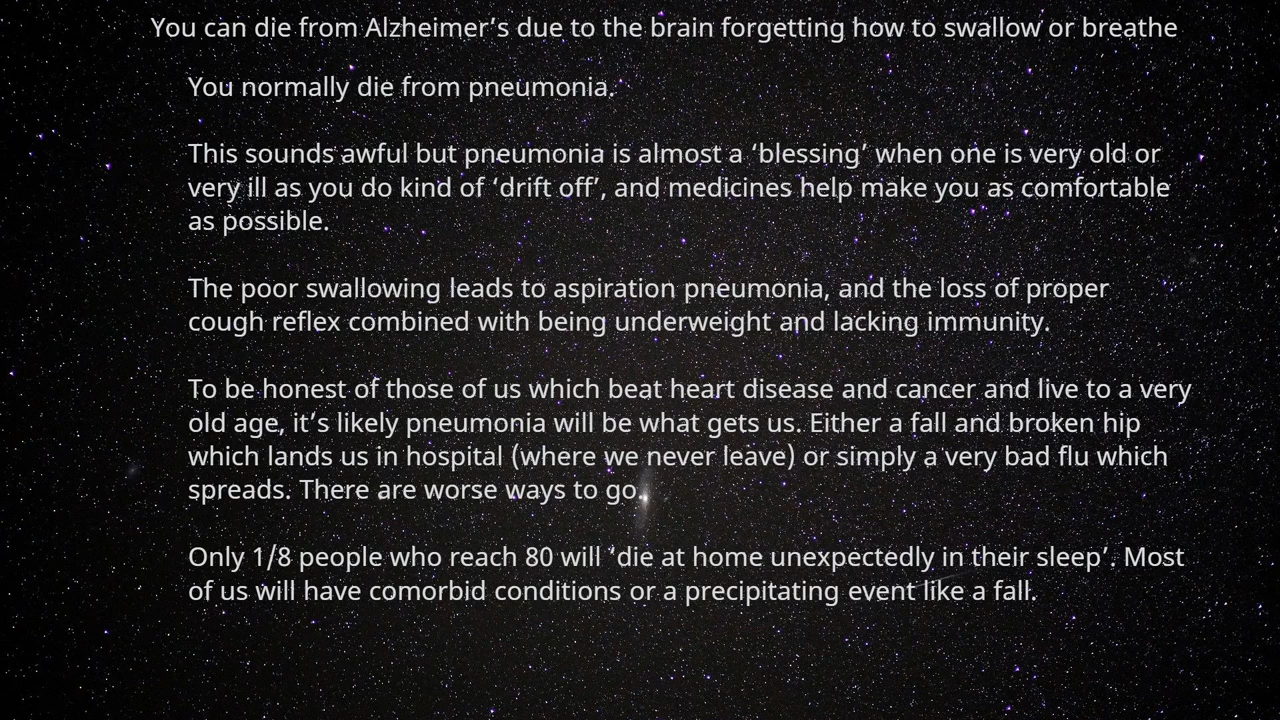 You can die from Alzheimer’s due to the brain forgetting how to swallow or breathe
You normally die from pneumonia.
This sounds awful but pneumonia is almost a ‘blessing’ when one is very old or
very ill as you do kind of ‘drift off’, and medicines help make you as comfortable
as possible.
The poor swallowing leads to aspiration pneumonia, and the loss of proper
cough reflex combined with being underweight and lacking immunity.
To be honest of those of us which beat heart disease and cancer and live to a very
old age, it’s likely pneumonia will be what gets us. Either a fall and broken hip
which lands us in hospital (where we never leave) or simply a very bad flu which
spreads. There are worse ways to go.
Only 1/8 people who reach 80 will ‘die at home unexpectedly in their sleep’. Most
of us will have comorbid conditions or a precipitating event like a fall.